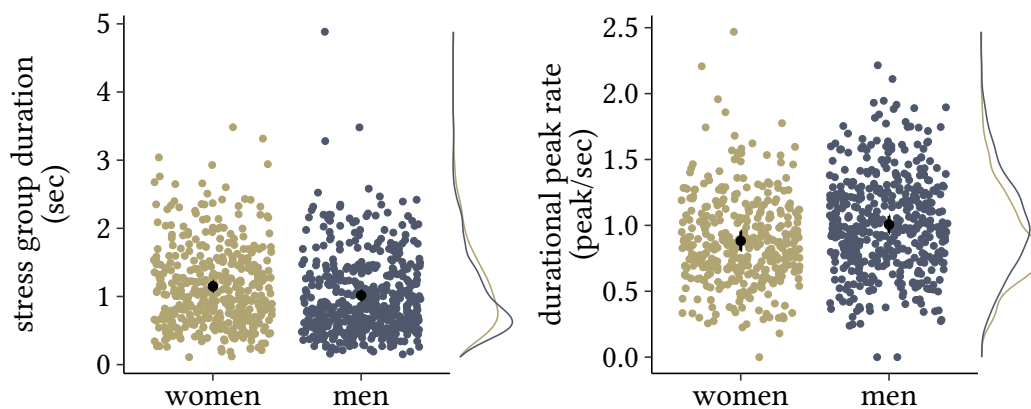 stress group duration
(sec)
5
4
3
2
1
0
women men
durational peak rate
(peak/sec)
2.5
2.0
1.5
1.0
0.5
0.0
women men